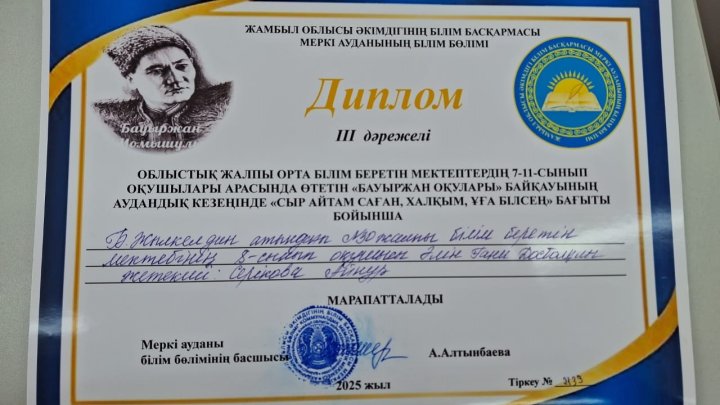 ЖАМБЫЛ ОБЛЫСЫ ӘКІМДІГІНІҢ БІЛІМ БАСҚАРМАСЫ
МЕРКІ АУДАНЫНЫҢ БІЛІМ БӨЛІМІ
Бауыржан
Момышұлы
Диплом
III дәрежелі
ОБЛЫСТЫҚ ЖАЛПЫ ОРТА БІЛІМ БЕРЕТІН МЕКТЕПТЕРДІҢ 7-11-СЫНЫП
ОҚУШЫЛАРЫ АРАСЫНДА ӨТЕТІН «БАУЫРЖАН ОҚУЛАРЫ» БАЙҚАУЫНЫҢ
АУДАНДЫҚ КЕЗЕҢІНДЕ «СЫР АЙТАМ САҒАН, ХАЛҚЫМ, ҰҒА БІЛСЕҢ» БАҒЫТЫ
БОЙЫНША
атындағы жалпы білім беретін
мектебінің 8-сынып оқушысы
жетекшісі Айнур
МАРАПАТТАЛАДЫ
Меркі ауданы
білім бөлімінің басшысы
А.Алтынбаева
2025 жыл
Тіркеу №